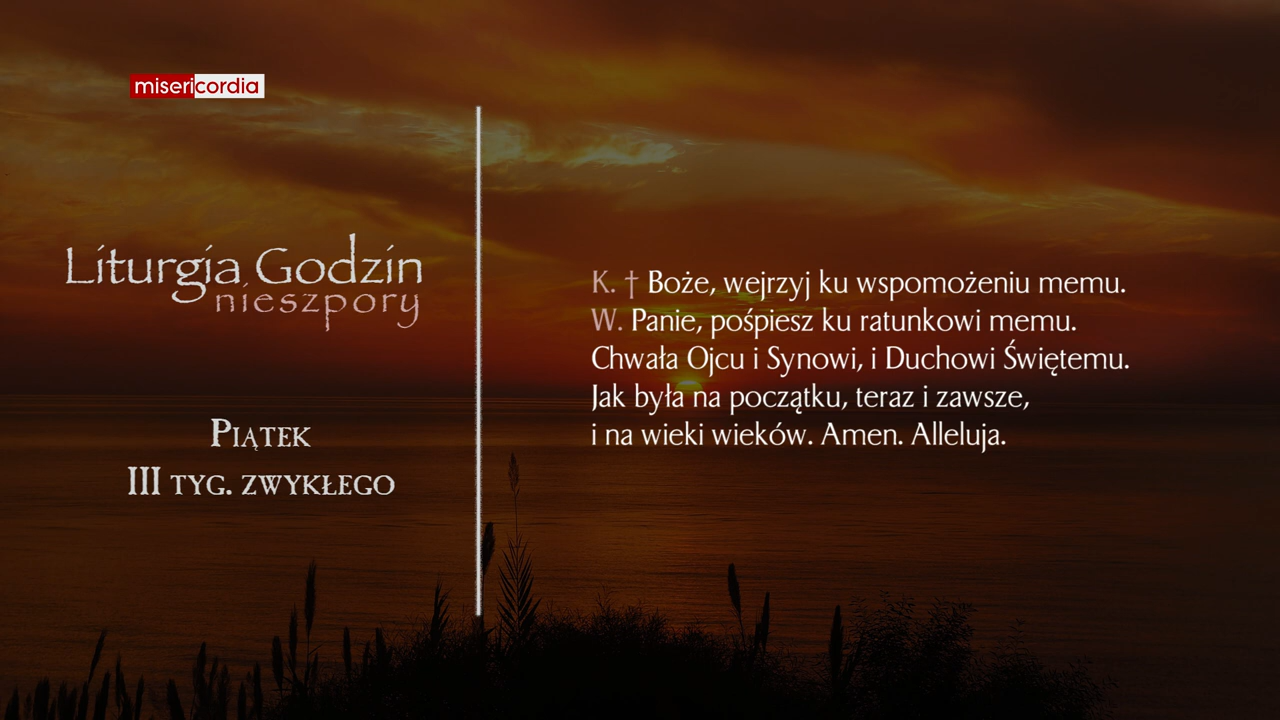 misericordia
Liturgia Godzin
nieszpory
Piątek
III tyg. zwykłego
K. † Boże, wejrzyj ku wspomożeniu memu.
W. Panie, pośpiesz ku ratunkowi memu.
Chwała Ojcu i Synowi, i Duchowi Świętemu.
Jak była na początku, teraz i zawsze,
i na wieki wieków. Amen. Alleluja.